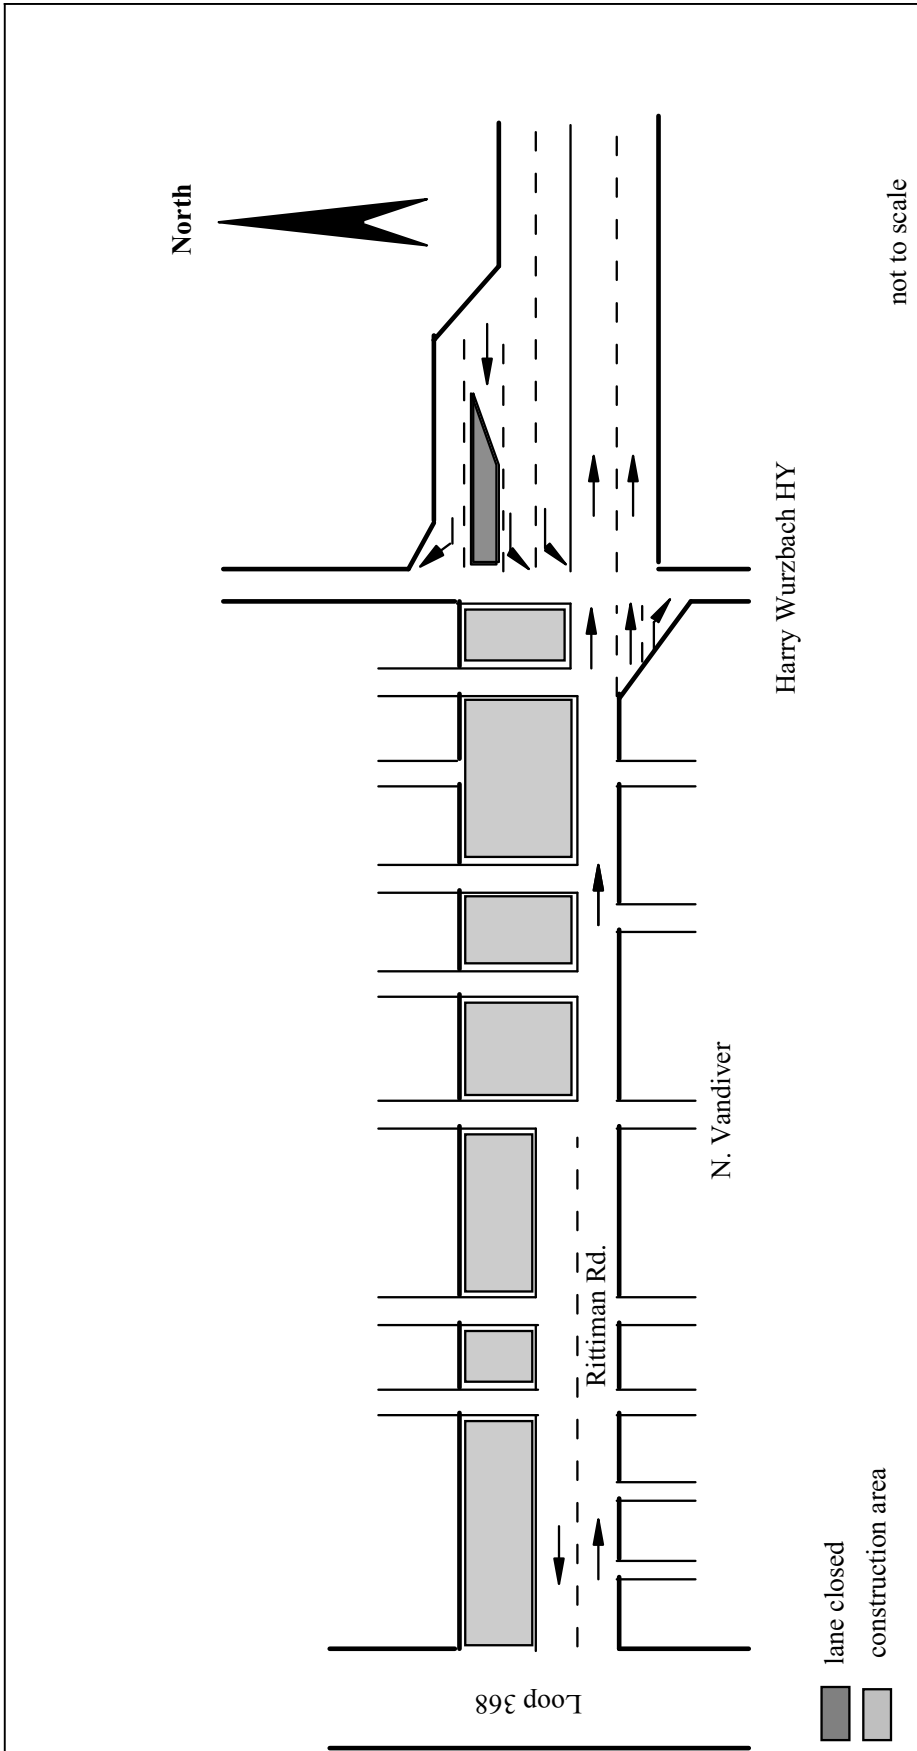 North
not to scale
Harry Wurzbach HY
N. Vandiver
Rittiman Rd.
Loop 368
lane closed
construction area